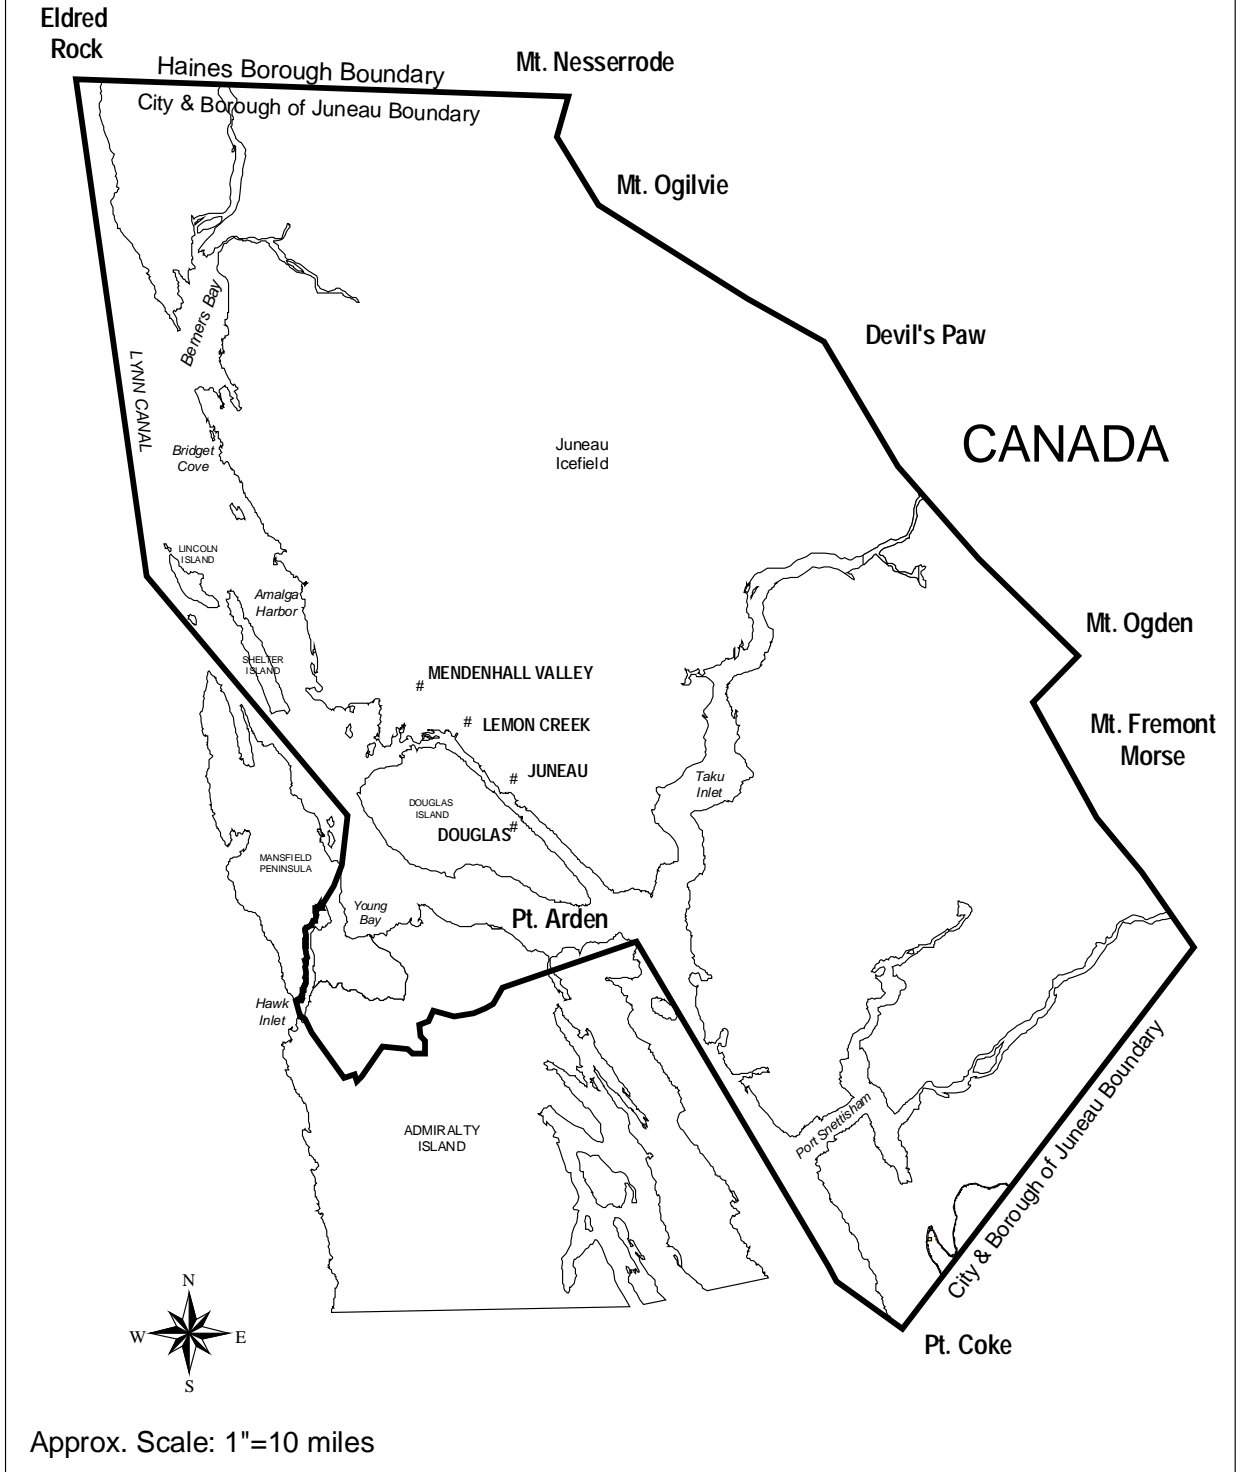 Eldred
Rock
Haines Borough Boundary
Mt. Nesserrode
City & Borough of Juneau Boundary
Mt. Ogilvie
Berners Bay
Devil's Paw
LYNN CANAL
CANADA
Bridget
Cove
Juneau
Icefield
LINCOLN
ISLAND
Amalga
Harbor
Mt. Ogden
SHELTER
ISLAND
MENDENHALL VALLEY
#
# LEMON CREEK
Mt. Fremont
Morse
# JUNEAU
Taku
Inlet
DOUGLAS
ISLAND
DOUGLAS#
MANSFIELD
PENINSULA
Young
Bay
Pt. Arden
Hawk
Inlet
Port Snettisham
ADMIRALTY
ISLAND
City & Borough of Juneau Boundary
N
W E
S
Pt. Coke
Approx. Scale: 1"=10 miles